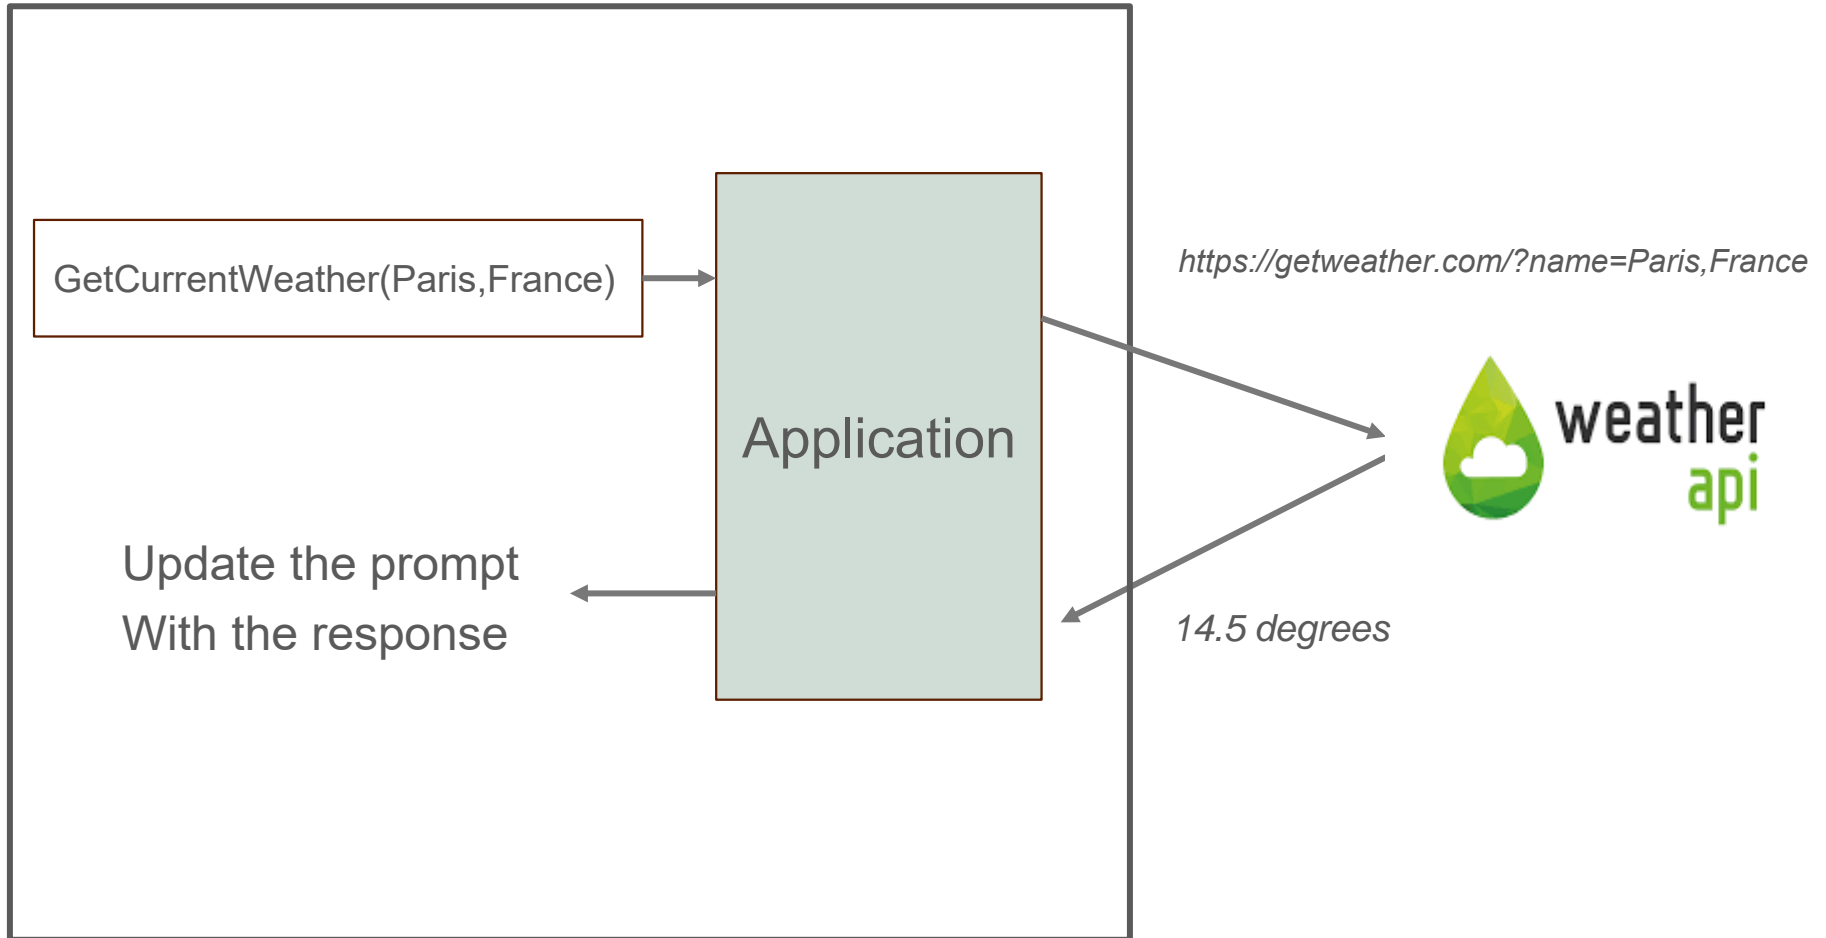 GetCurrentWeather(Paris,France)
Application
https://getweather.com/?name=Paris,France
weather
api
14.5 degrees
Update the prompt
With the response